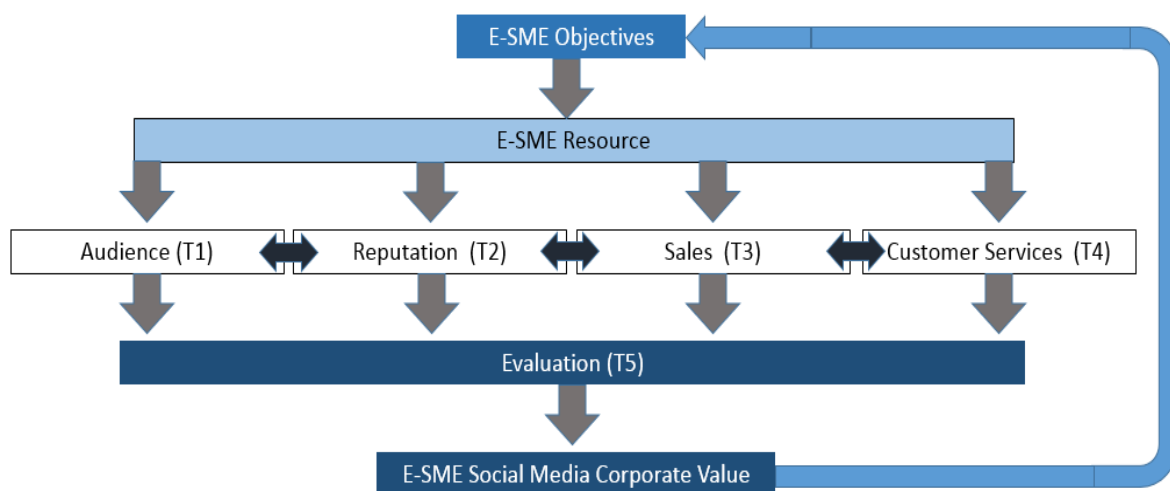 E-SME Objectives
E-SME Resource
Audience (T1)
Reputation (T2)
Sales (T3)
Customer Services (T4)
Evaluation (T5)
E-SME Social Media Corporate Value